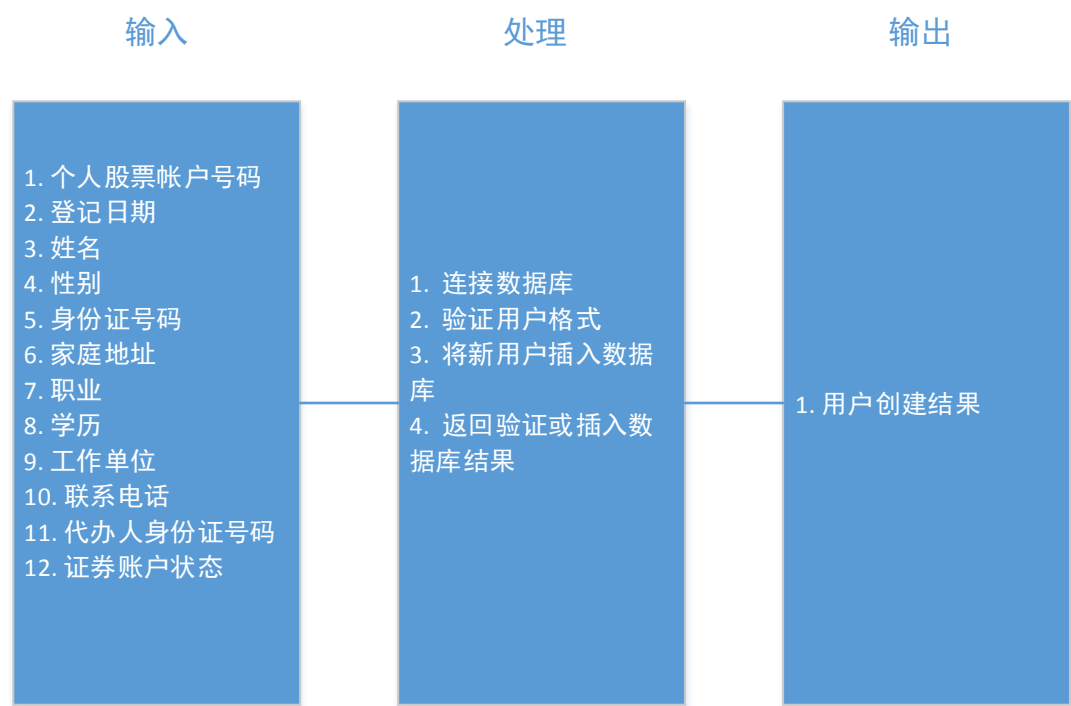 输入
处理
输出
1. 个人股票帐户号码
2. 登记日期
3. 姓名
4. 性别
5. 身份证号码
6. 家庭地址
7. 职业
8. 学历
9. 工作单位
10. 联系电话
11. 代办人身份证号码
12. 证券账户状态
1. 连接数据库
2. 验证用户格式
3. 将新用户插入数据
库
4. 返回验证或插入数
据库结果
1. 用户创建结果